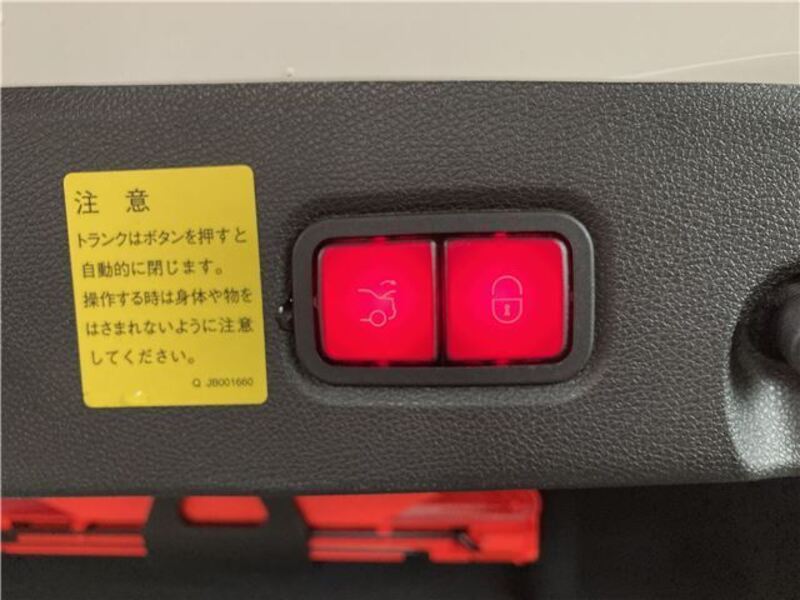 注 意
トランクはボタンを押すと
自動的に閉じます。
操作する時は身体や物を
はさまれないように注意
してください。
Q JB001660